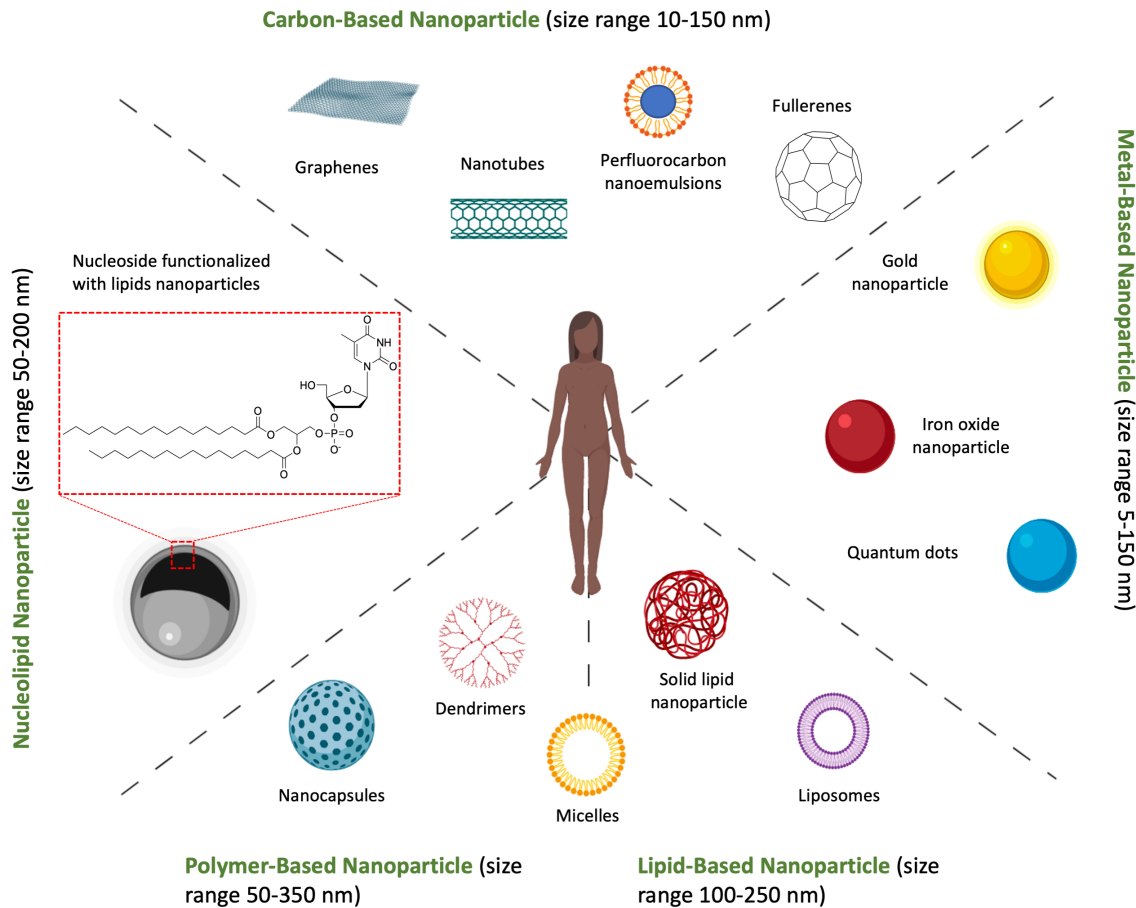 Carbon-Based Nanoparticle (size range 10-150 nm)
Graphenes
Nanotubes
Perfluorocarbon
nanoemulsions
Fullerenes
Metal-Based Nanoparticle (size range 5-150 nm)
Gold
nanoparticle
Iron oxide
nanoparticle
Quantum dots
Nucleolipid Nanoparticle (size range 50-200 nm)
Nucleoside functionalized
with lipids nanoparticles
O
NH
N
O
HO
O
O
O
O
O
P
O
O-
O
O
Dendrimers
Nanocapsules
Micelles
Solid lipid
nanoparticle
Liposomes
Polymer-Based Nanoparticle (size
range 50-350 nm)
Lipid-Based Nanoparticle (size
range 100-250 nm)